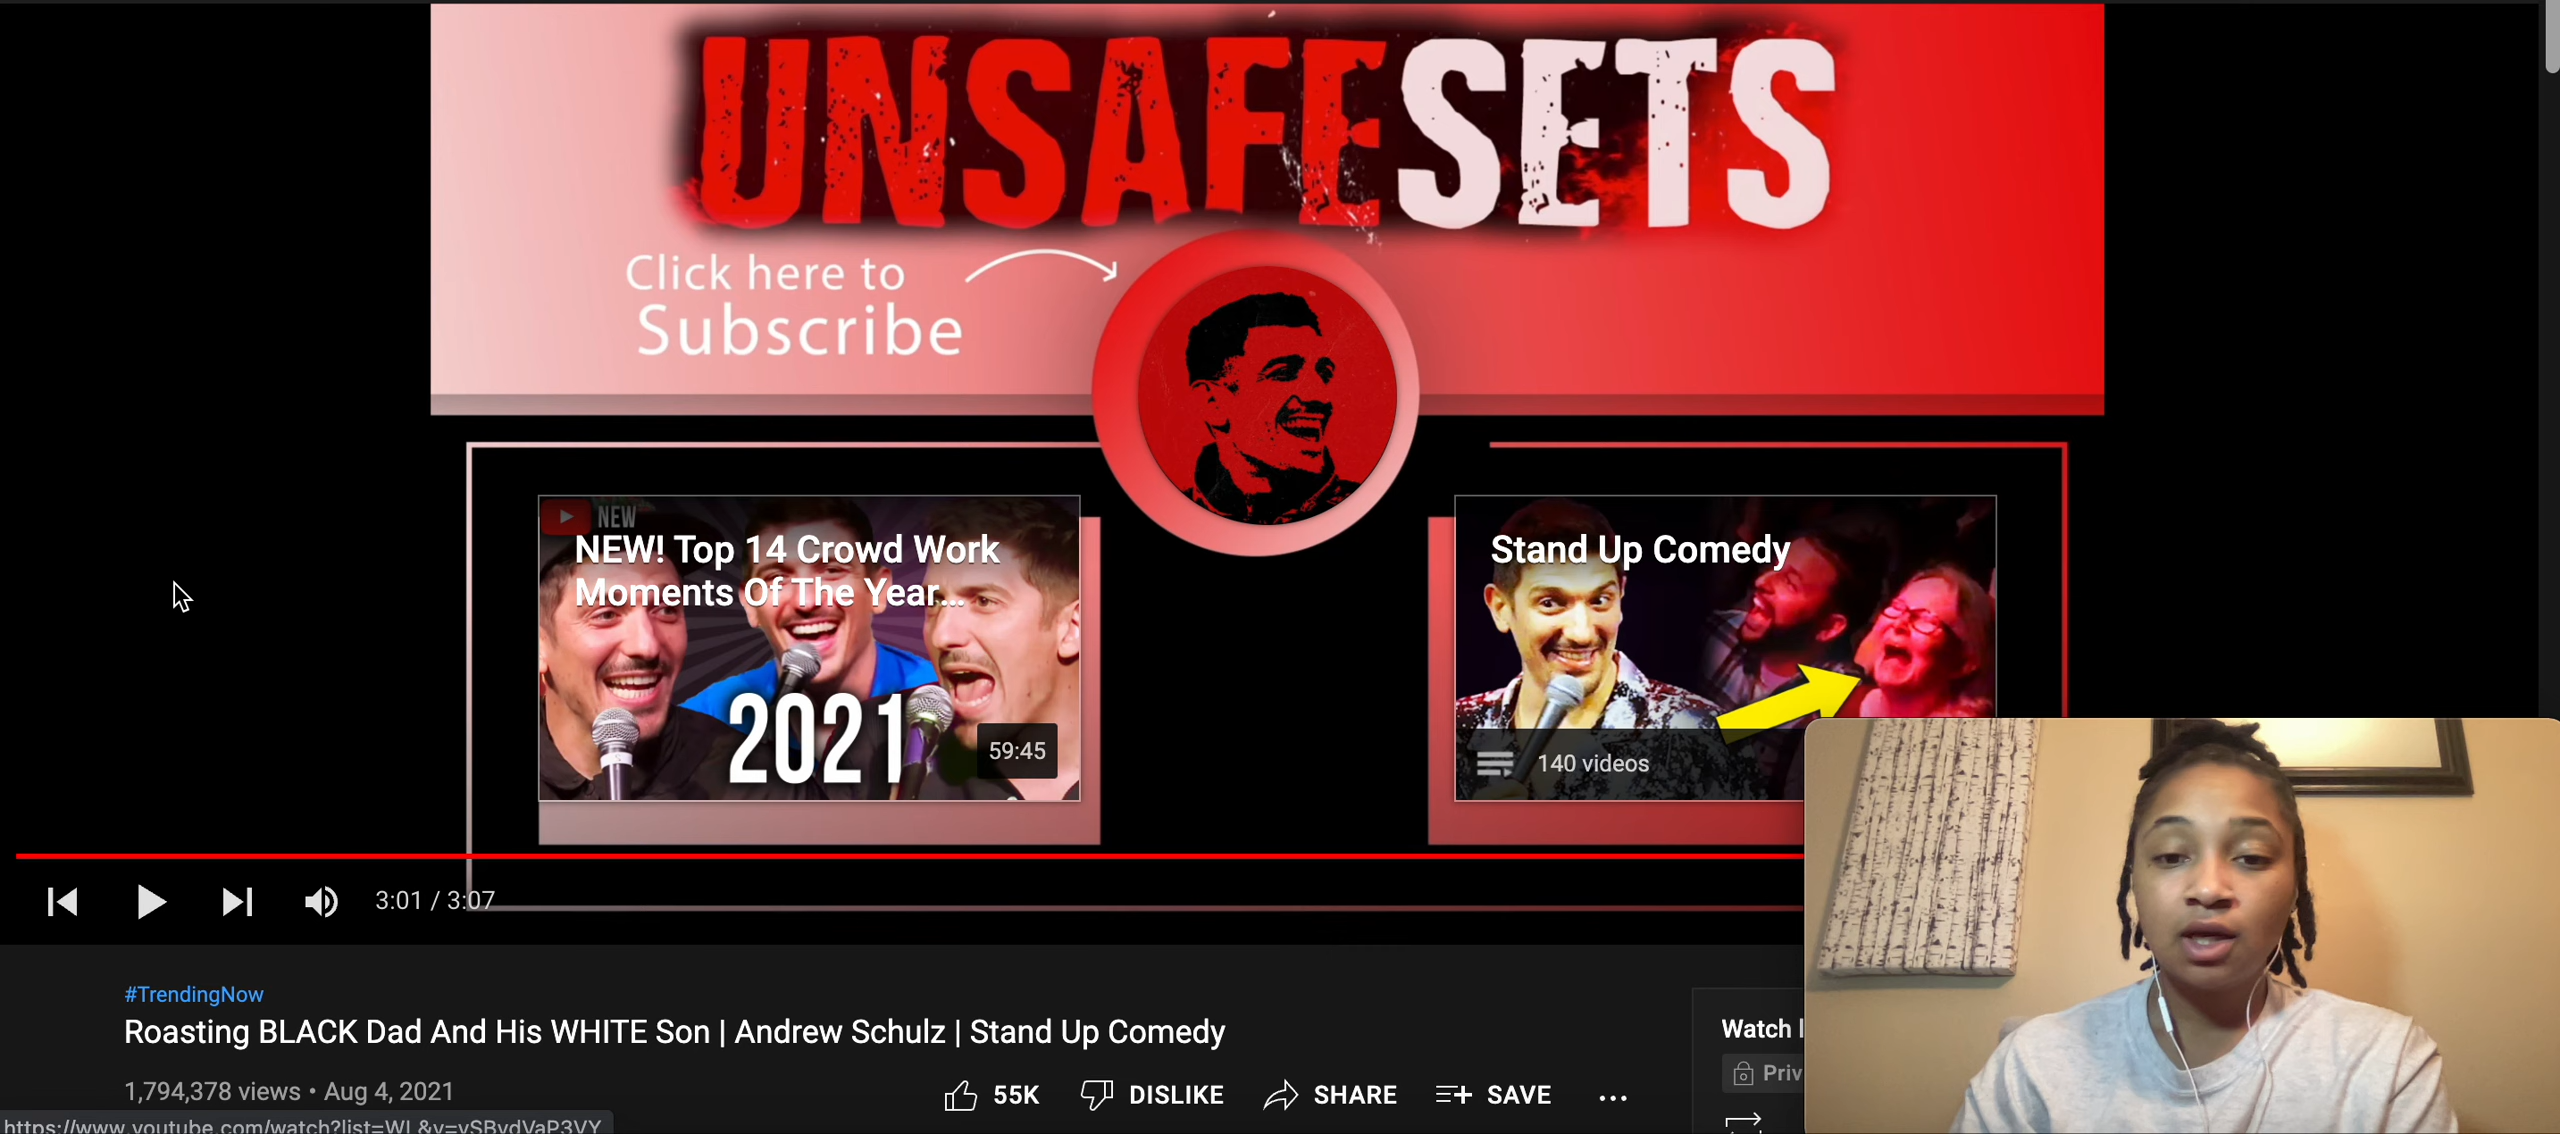 UNSAFESETS
Click here to
Subscribe
NEW
NEW! Top 14 Crowd Work
Moments Of The Year...
2021
59:45
Stand Up Comedy
140 videos
3:01 / 3:07
#TrendingNow
Roasting BLACK Dad And His WHITE Son | Andrew Schulz | Stand Up Comedy
1,794,378 views • Aug 4, 2021
55K
DISLIKE
SHARE
SAVE
Watch
Priv